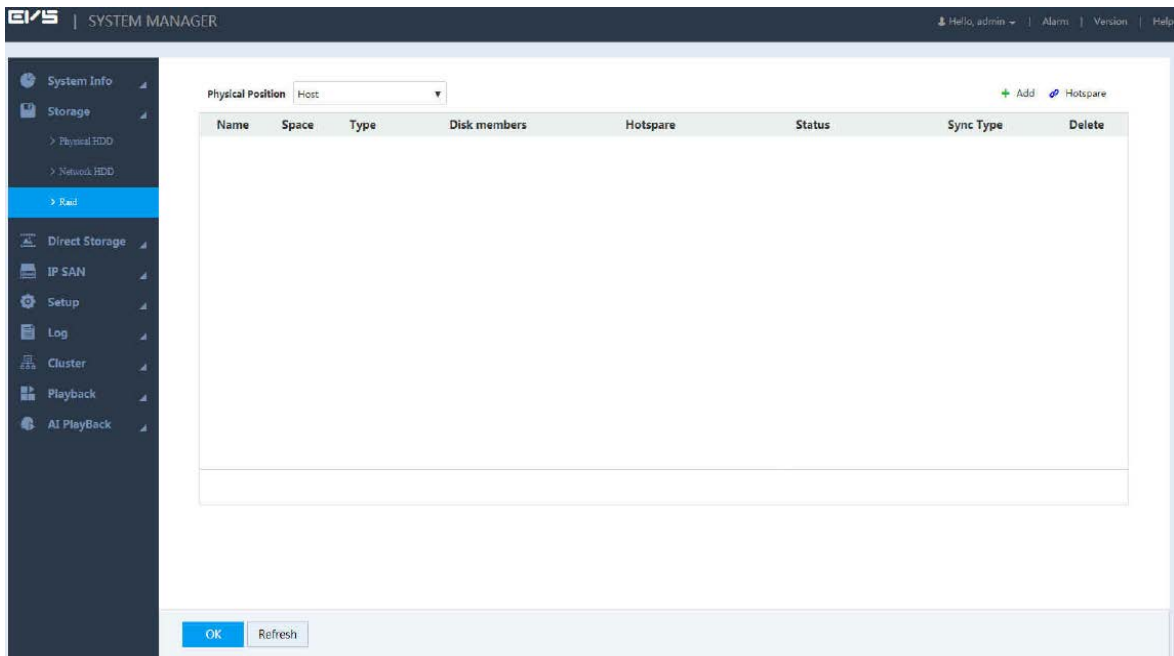 EVS | SYSTEM MANAGER
Hello, admin | Alarm | Version | Help
System Info
Storage
> Physical HDD
> Network HDD
> Raid
Direct Storage
IP SAN
Setup
Log
Cluster
Playback
AI PlayBack
Physical Position Host
+ Add Hotspare
Name Space Type Disk members Hotspare Status Sync Type Delete
OK Refresh